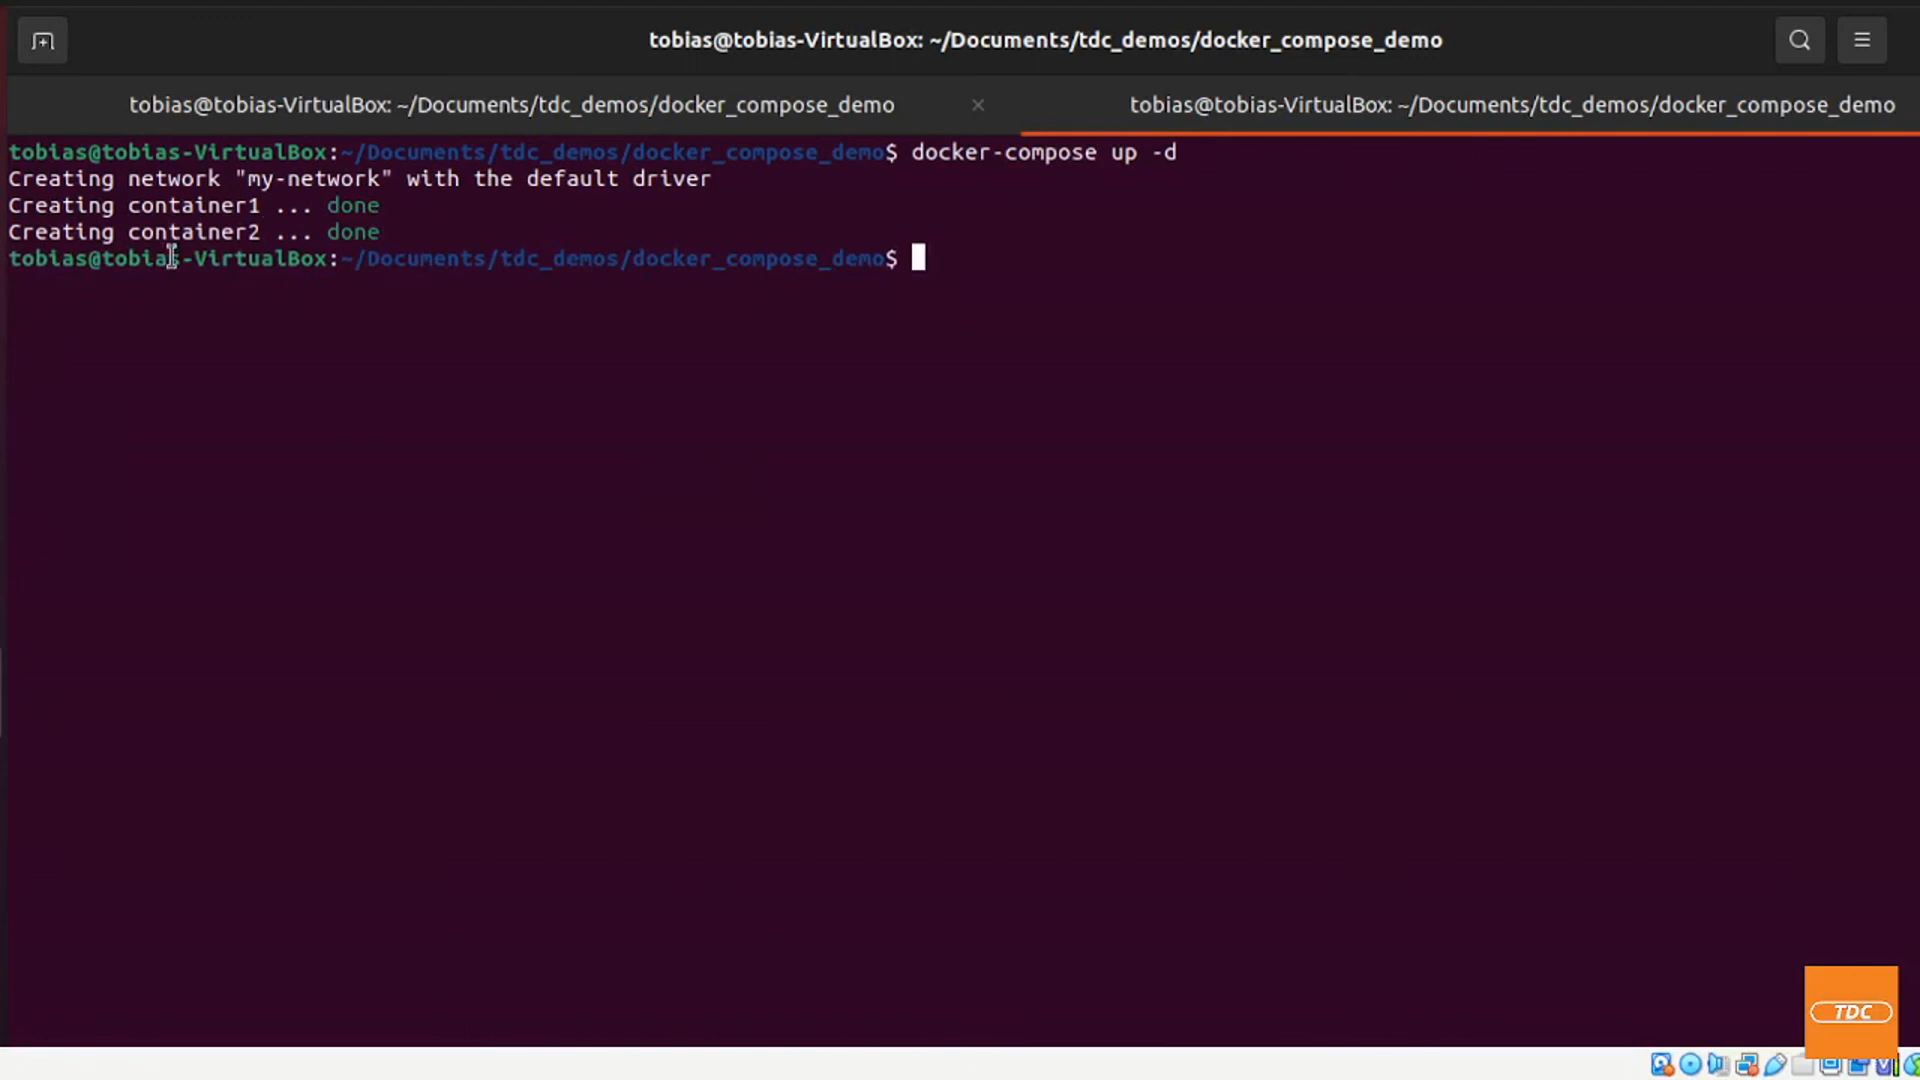 tobias@tobias-VirtualBox: ~/Documents/tdc_demos/docker_compose_demo
tobias@tobias-VirtualBox: ~/Documents/tdc_demos/docker_compose_demo
tobias@tobias-VirtualBox: ~/Documents/tdc_demos/docker_compose_demo
tobias@tobias-VirtualBox:~/Documents/tdc_demos/docker_compose_demo$ docker-compose up -d
Creating network "my-network" with the default driver
Creating container1 ... done
Creating container2 ... done
tobias@tobias-VirtualBox:~/Documents/tdc_demos/docker_compose_demo$
TDC